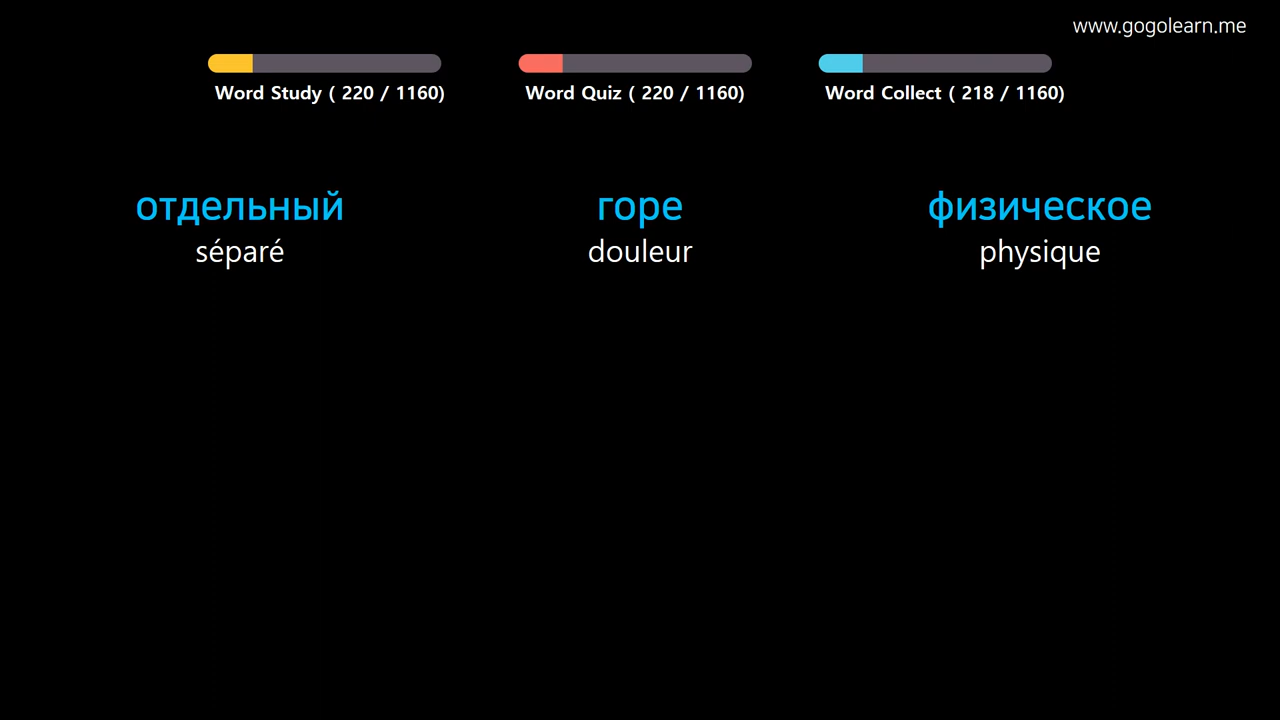 www.gogolearn.me
Word Study ( 220 / 1160)
Word Quiz ( 220 / 1160)
Word Collect ( 218 / 1160)
отдельный
séparé
горе
douleur
физическое
physique